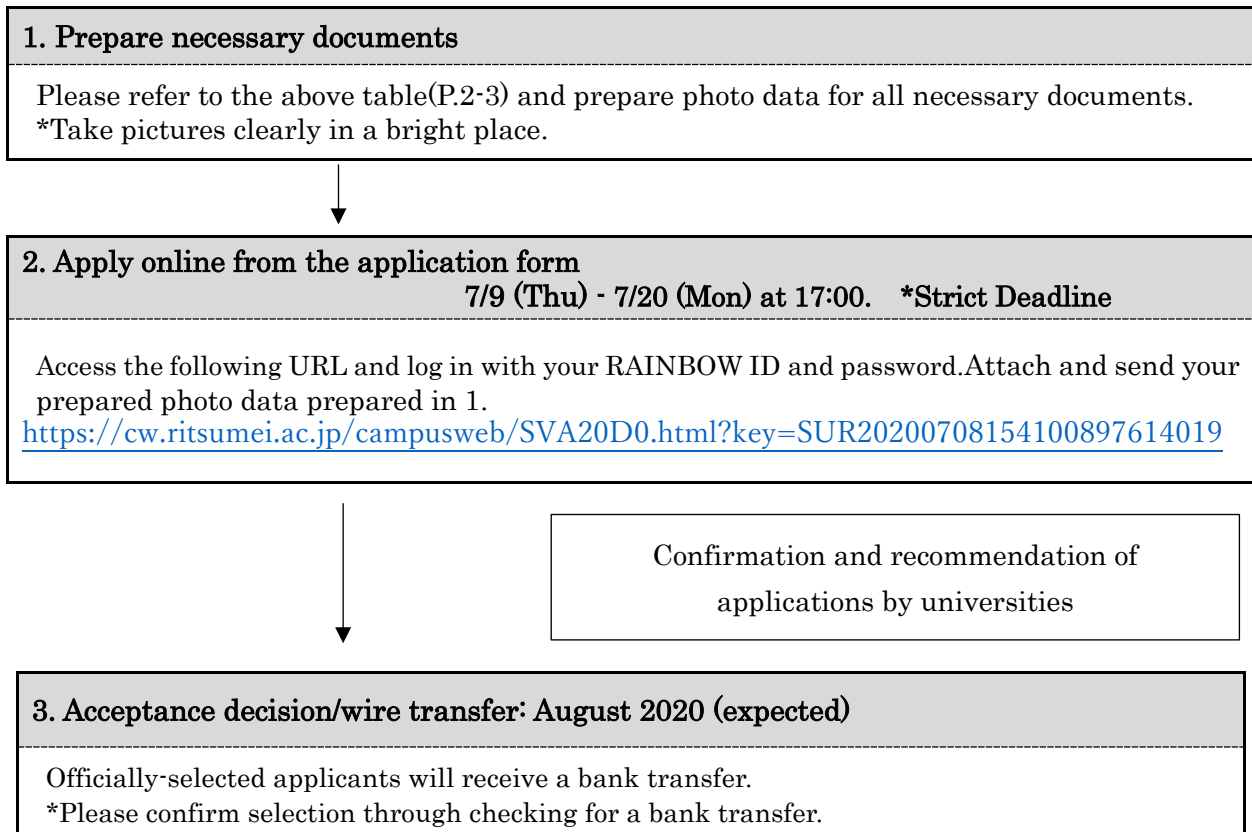 1. Prepare necessary documents
Please refer to the above table(P.2-3) and prepare photo data for all necessary documents.
*Take pictures clearly in a bright place.
2. Apply online from the application form
7/9 (Thu) - 7/20 (Mon) at 17:00. *Strict Deadline
Access the following URL and log in with your RAINBOW ID and password.Attach and send your
prepared photo data prepared in 1.
https://cw.ritsumei.ac.jp/campusweb/SVA20D0.html?key=SUR20200708154100897614019
Confirmation and recommendation of
applications by universities
3. Acceptance decision/wire transfer: August 2020 (expected)
Officially-selected applicants will receive a bank transfer.
*Please confirm selection through checking for a bank transfer.